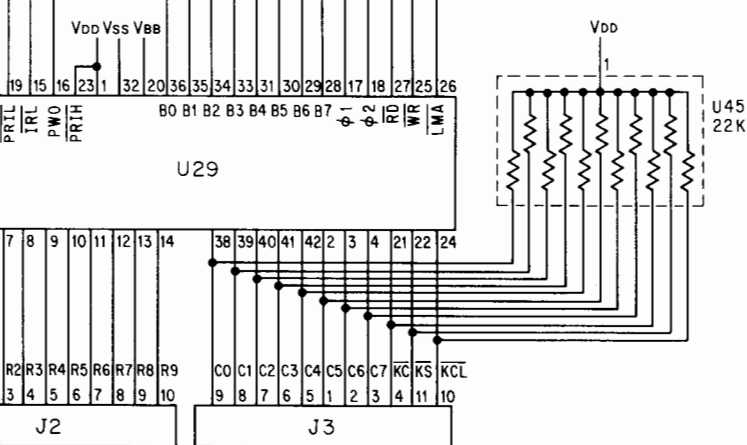 VDD VSS VBB
VDD
1
19 15 16 23 1 32 20 36 35 34 33 31 30 29 28 17 18 27 25 26
PRIL IRL PWO PRIH B0 B1 B2 B3 B4 B5 B6 B7 ϕ1 ϕ2 RD WR LMA
U45
22K
U29
7 8 9 10 11 12 13 14 38 39 40 41 42 2 3 4 21 22 24
R2 R3 R4 R5 R6 R7 R8 R9 C0 C1 C2 C3 C4 C5 C6 C7 KC KS KCL
3 4 5 6 7 8 9 10 9 8 7 6 5 1 2 3 4 11 10
J2 J3